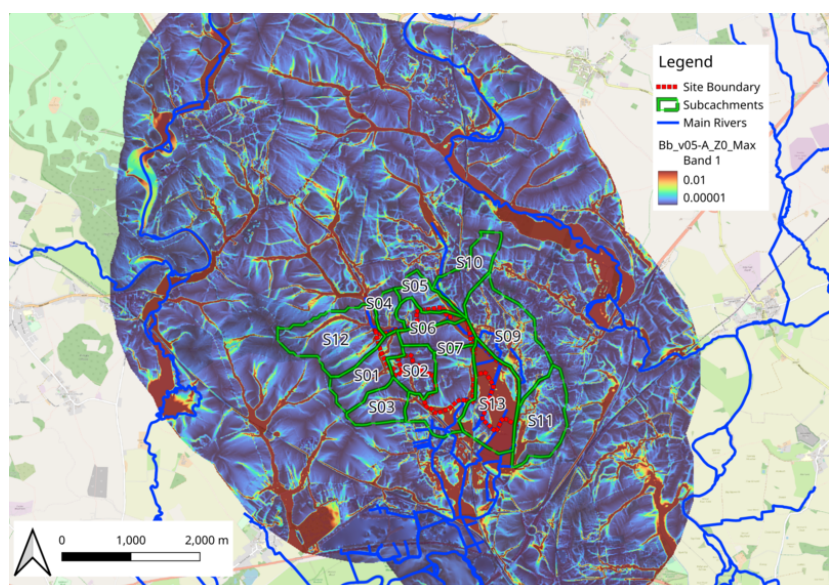 Legend
Site Boundary
Subcachments
Main Rivers
Bb_v05-A_Z0_Max
Band 1
0.01
0.00001
S10
S05
S04
S06
S09
S12
S07
S01
S02
S03
S13
S11
0 1,000 2,000 m